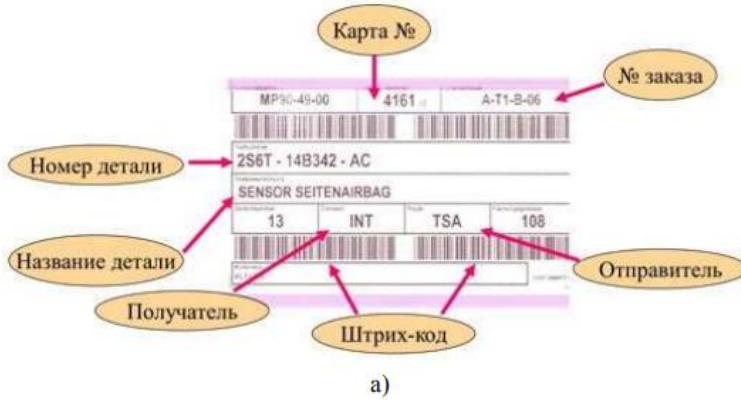 Карта №
№ заказа
MP90-49-00 4161 A-T1-B-06
Номер детали
2S6T - 14B342 - AC
SENSOR SEITENAIRBAG
13 INT TSA 108
Название детали
Отправитель
Получатель
Штрих-код
а)